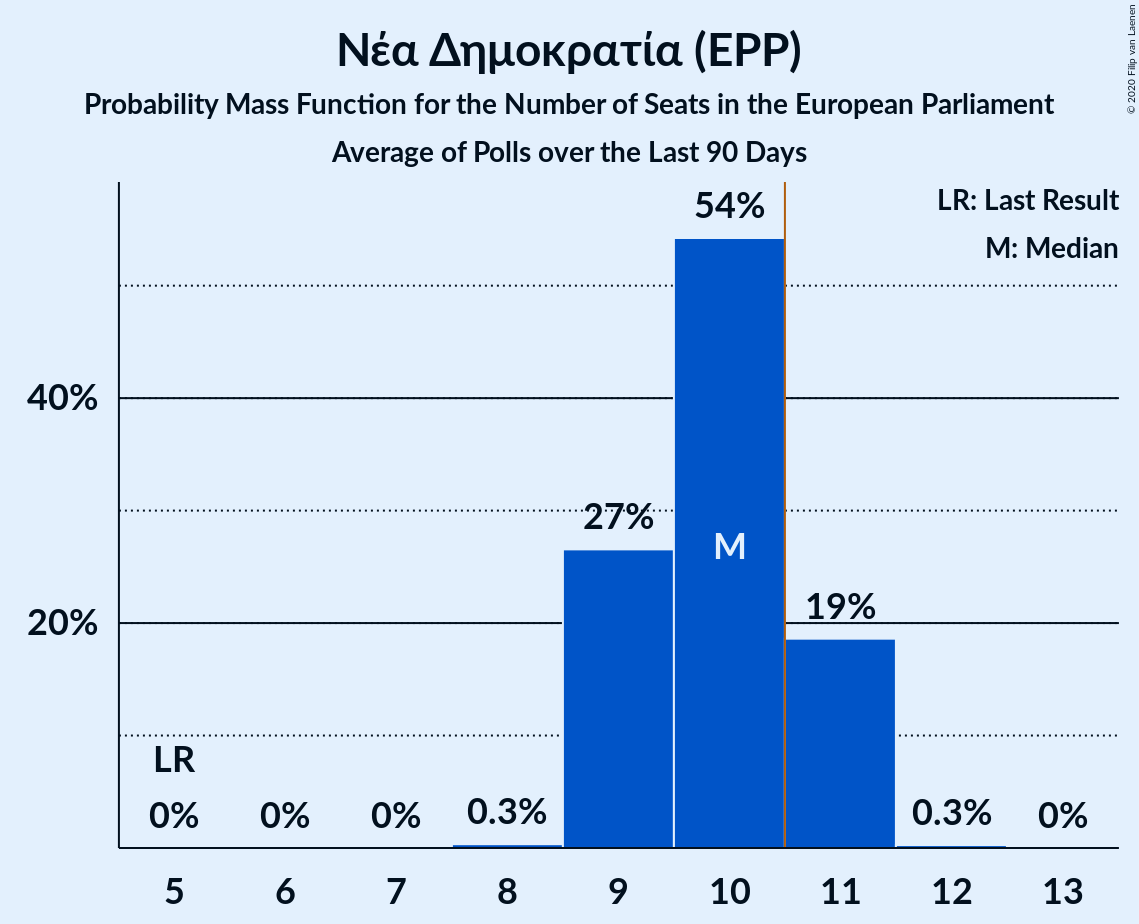 Νέα Δημοκρατία (EPP)
Probability Mass Function for the Number of Seats in the European Parliament
Average of Polls over the Last 90 Days
© 2020 Filip van Laenen
LR: Last Result
M: Median
54%
40%
27%
M
19%
20%
LR
0% 0% 0% 0.3% 0.3% 0%
5 6 7 8 9 10 11 12 13